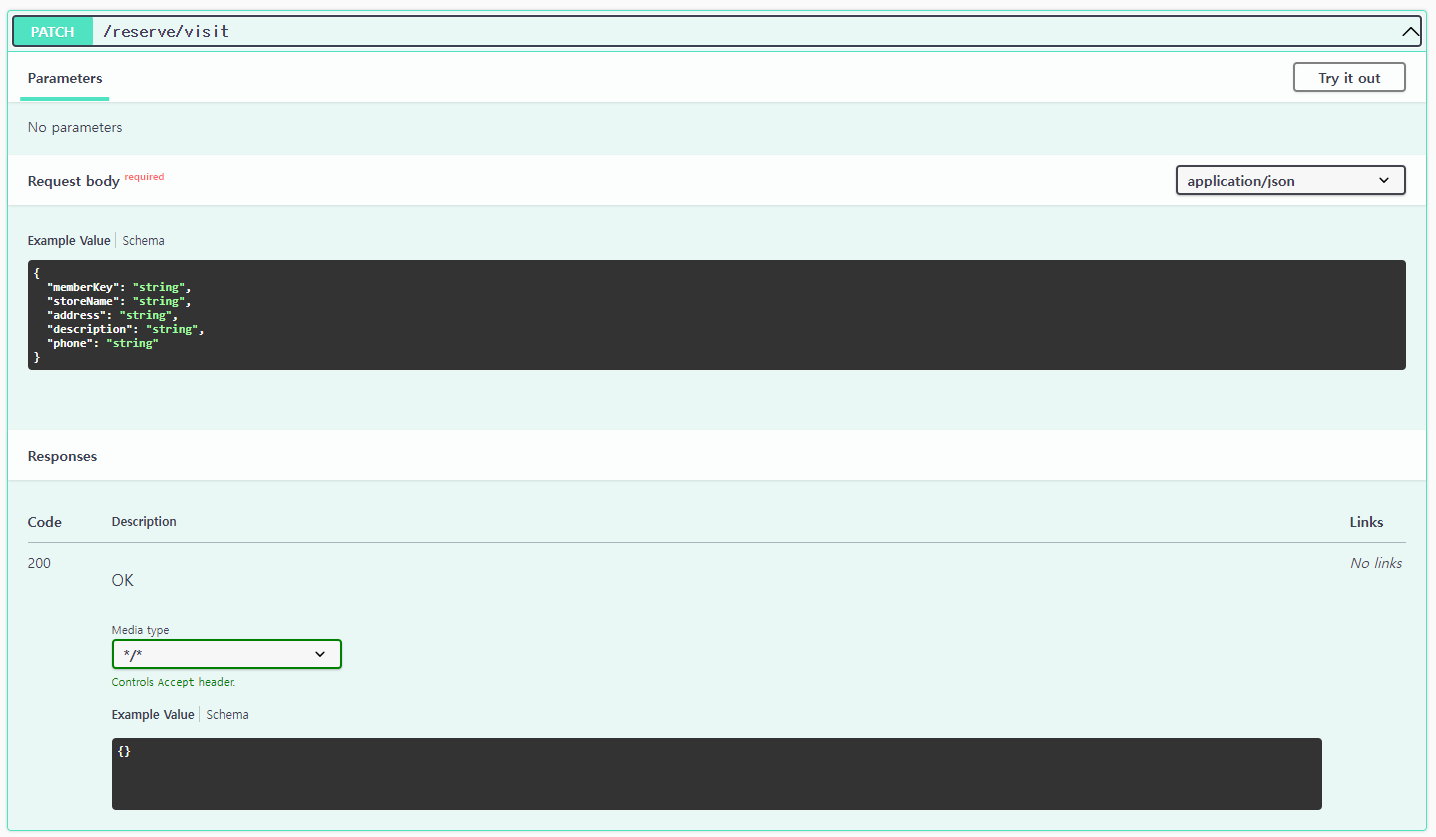 PATCH /reserve/visit
Parameters Try it out
No parameters
Request body required application/json
Example Value Schema
{
  "memberKey": "string",
  "storeName": "string",
  "address": "string",
  "description": "string",
  "phone": "string"
}
Responses
Code Description Links
200 No links
OK
Media type
*/*
Controls Accept header.
Example Value Schema
{}